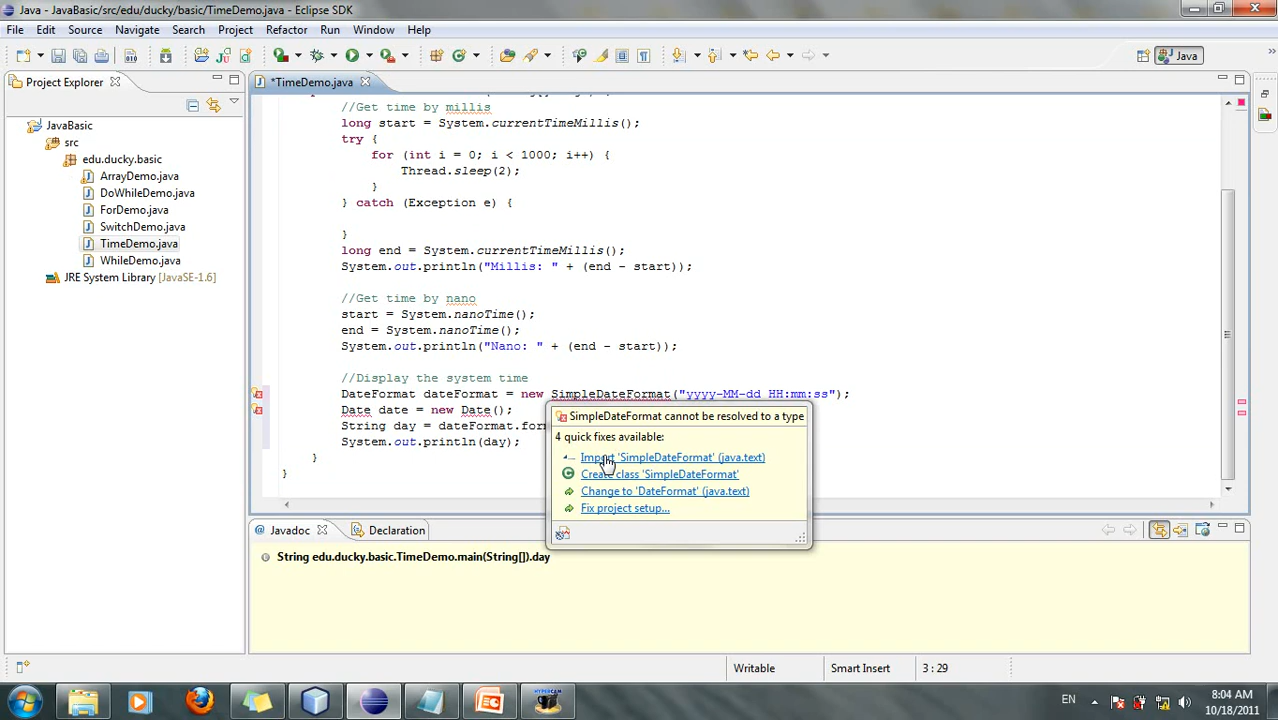 Java - JavaBasic/src/edu/ducky/basic/TimeDemo.java - Eclipse SDK
File Edit Source Navigate Search Project Refactor Run Window Help
Java
Project Explorer
*TimeDemo.java
JavaBasic
src
edu.ducky.basic
ArrayDemo.java
DoWhileDemo.java
ForDemo.java
SwitchDemo.java
TimeDemo.java
WhileDemo.java
JRE System Library [JavaSE-1.6]
//Get time by millis
long start = System.currentTimeMillis();
try {
for (int i = 0; i < 1000; i++) {
Thread.sleep(2);
}
} catch (Exception e) {
}
long end = System.currentTimeMillis();
System.out.println("Millis: " + (end - start));
//Get time by nano
start = System.nanoTime();
end = System.nanoTime();
System.out.println("Nano: " + (end - start));
//Display the system time
DateFormat dateFormat = new SimpleDateFormat("yyyy-MM-dd HH:mm:ss");
Date date = new Date();
String day = dateFormat.for
System.out.println(day);
}
}
SimpleDateFormat cannot be resolved to a type
4 quick fixes available:
Import 'SimpleDateFormat' (java.text)
Create class 'SimpleDateFormat'
Change to 'DateFormat' (java.text)
Fix project setup...
Javadoc
Declaration
String edu.ducky.basic.TimeDemo.main(String[]).day
Writable
Smart Insert
3 : 29
EN
8:04 AM
10/18/2011